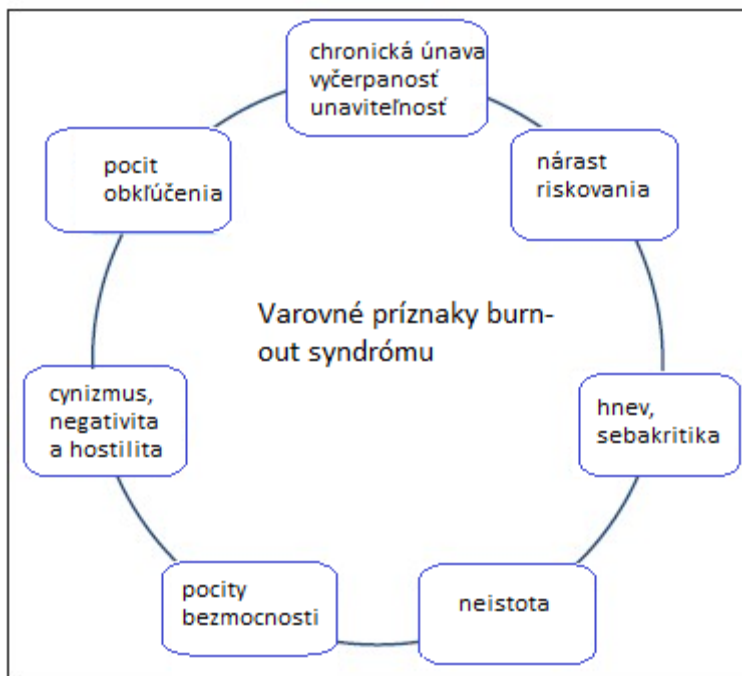 chronická únava
vyčerpanosť
unaviteľnosť
nárast
riskovania
hnev,
sebakritika
neistota
pocity
bezmocnosti
cynizmus,
negativita
a hostilita
pocit
obkľúčenia
Varovné príznaky burn-
out syndrómu